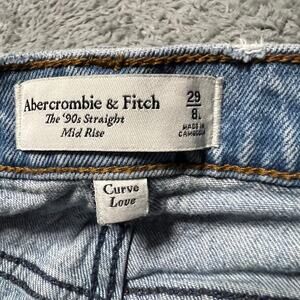 Abercrombie & Fitch
The '90s Straight
Mid Rise
29
8L
MADE IN
CAMBODIA
Curve
Love